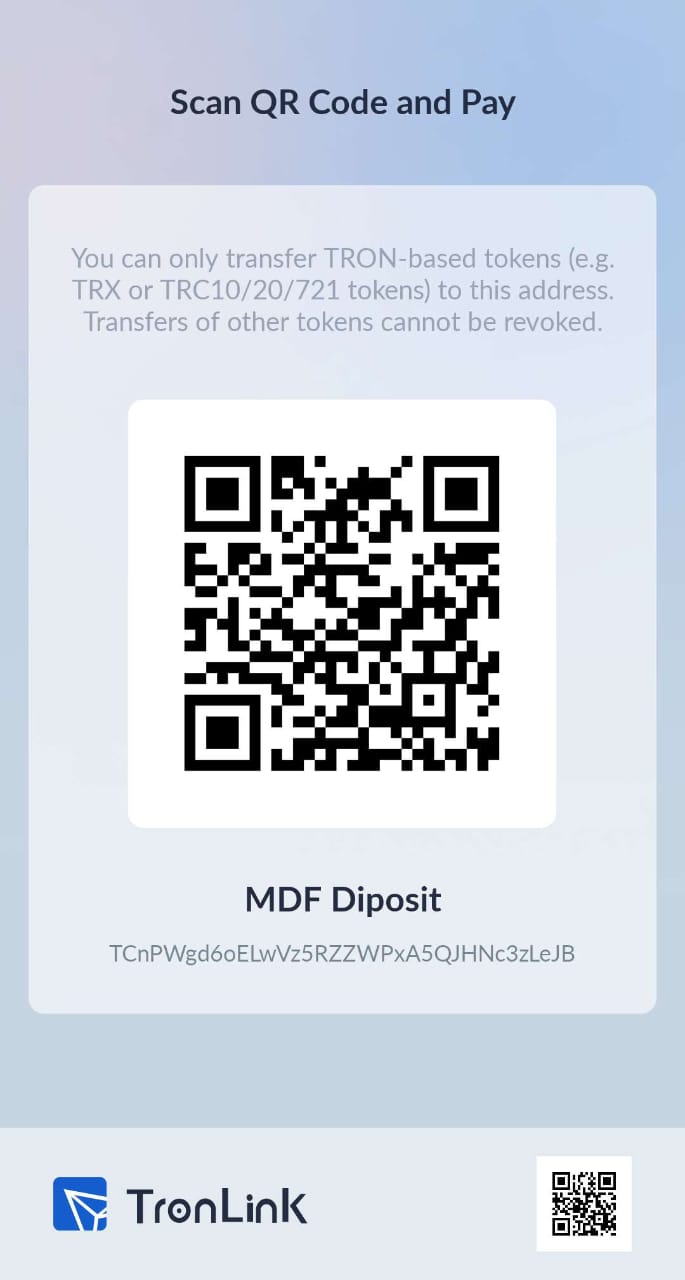 Scan QR Code and Pay
You can only transfer TRON-based tokens (e.g.
TRX or TRC10/20/721 tokens) to this address.
Transfers of other tokens cannot be revoked.
MDF Diposit
TCnPWgd6oELwVz5RZZWPxA5QJHNc3zLeJB
TronLink